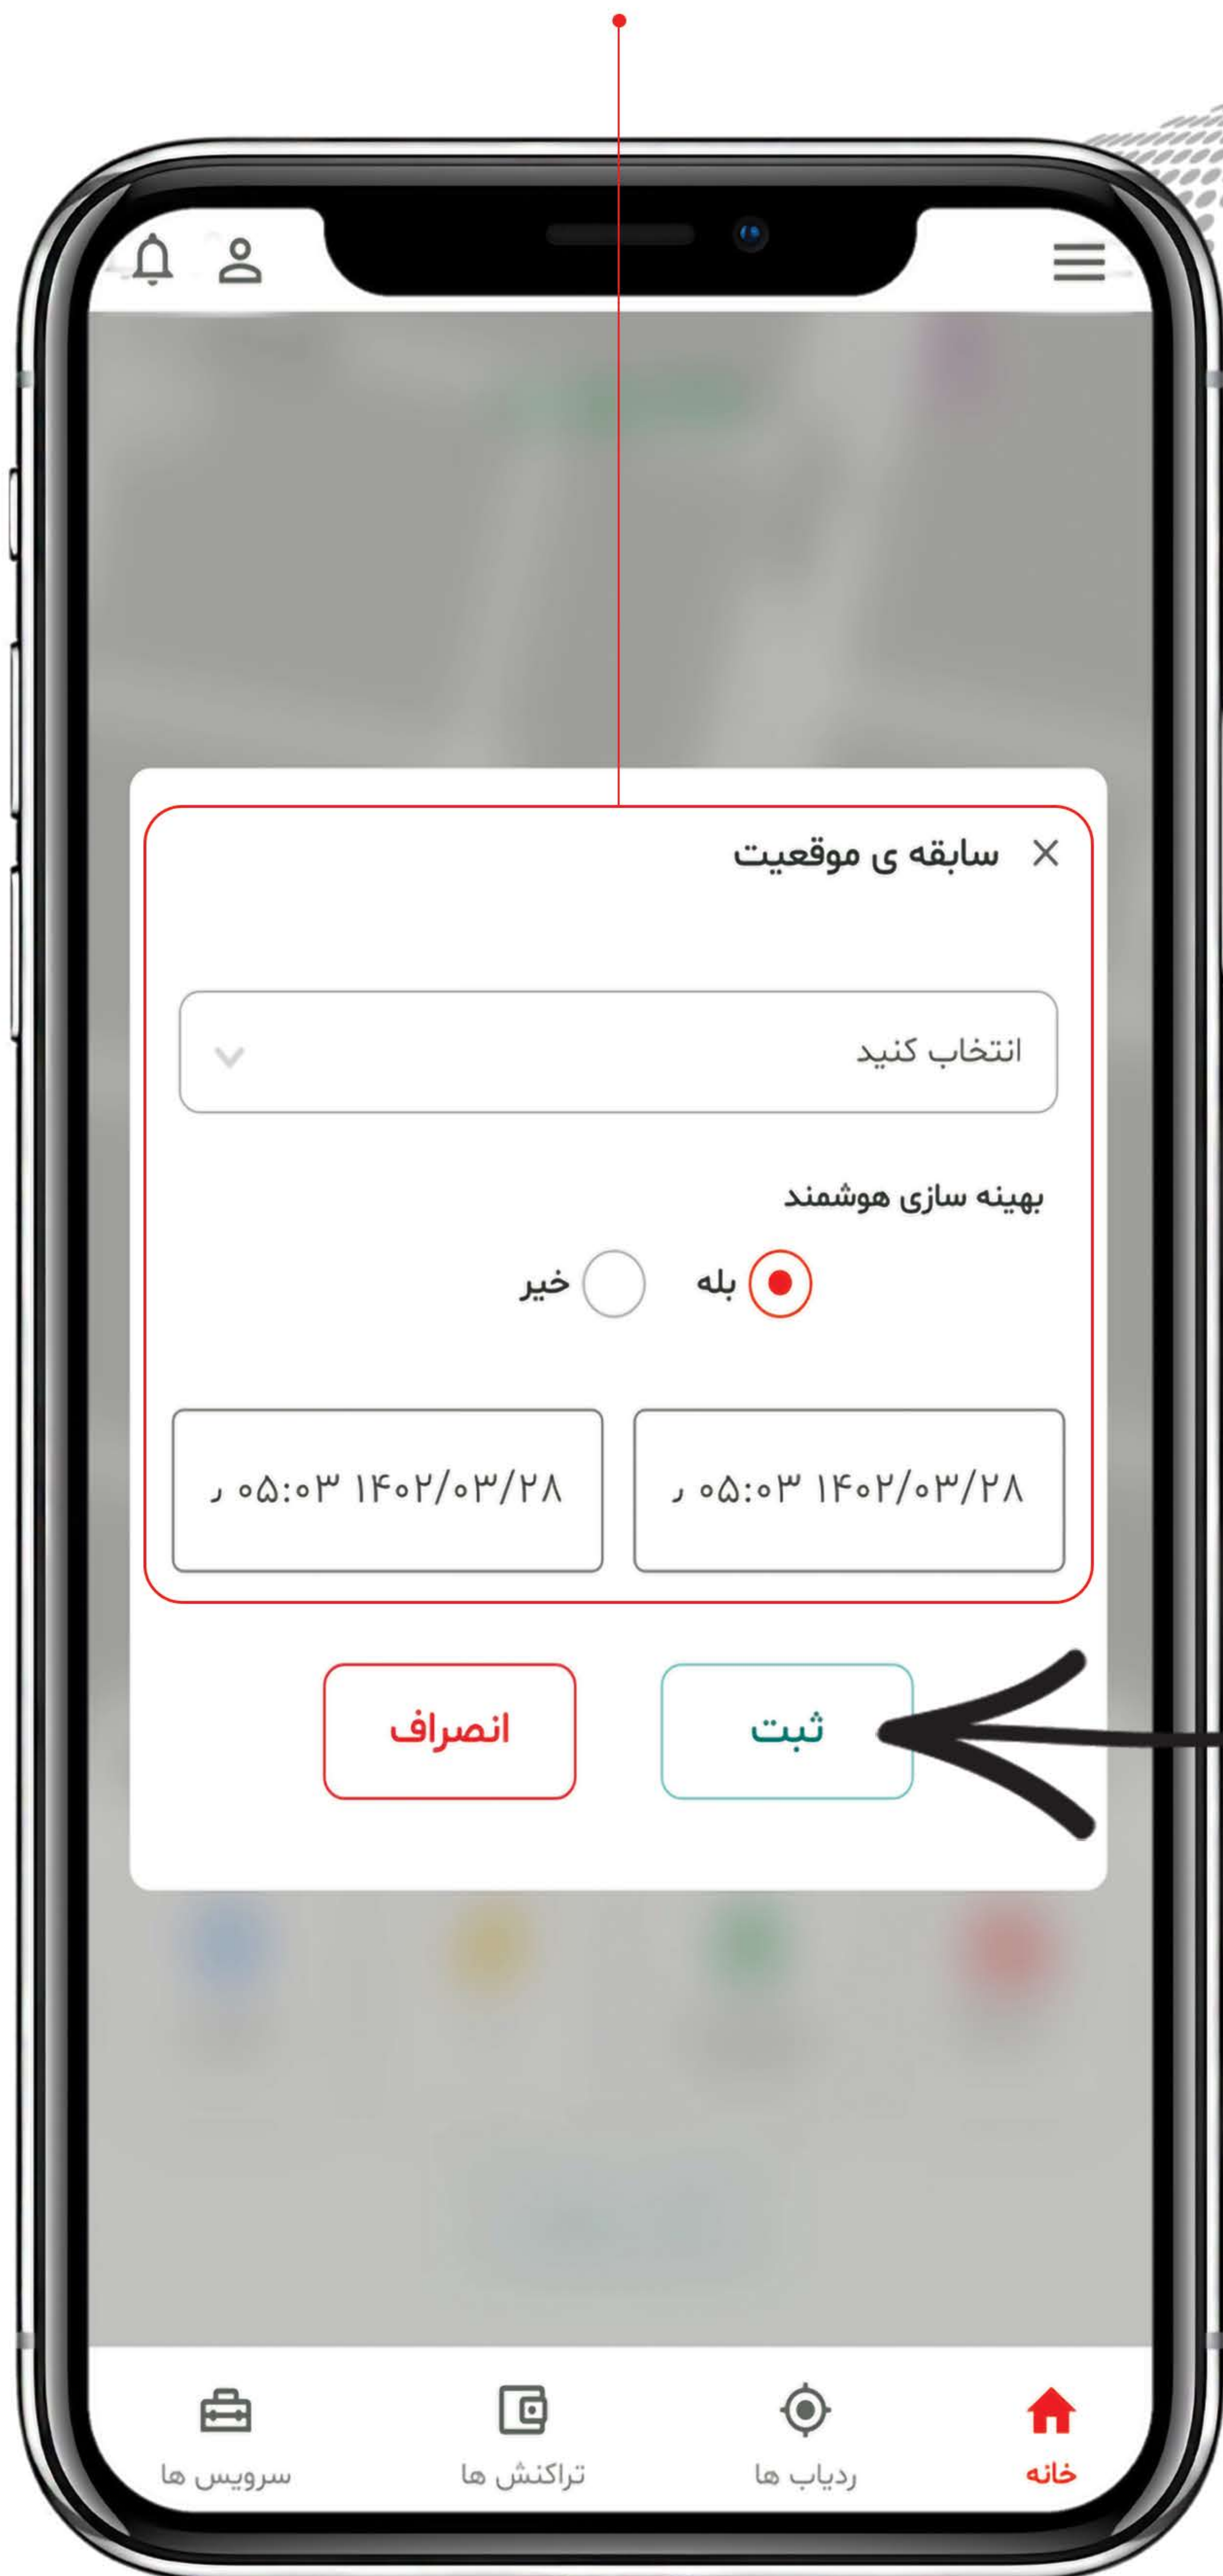 سابقه ی موقعیت
انتخاب کنید
بهینه سازی هوشمند
بله خیر
۱۴۰۲/۰۳/۲۸ ۰۵:۰۳ ر
۱۴۰۲/۰۳/۲۸ ۰۵:۰۳ ر
ثبت انصراف
خانه ردیاب ها تراکنش ها سرویس ها